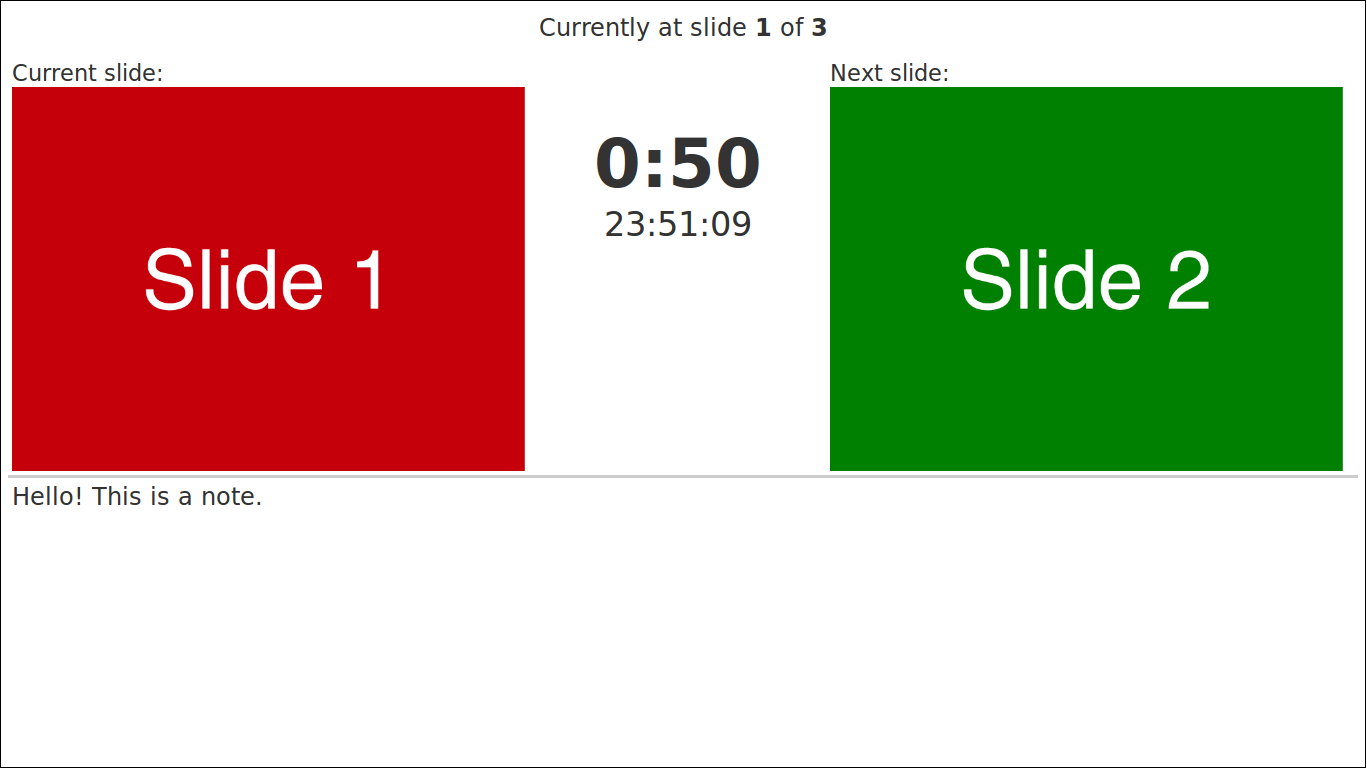 Currently at slide 1 of 3
Current slide:
Slide 1
0:50
23:51:09
Next slide:
Slide 2
Hello! This is a note.